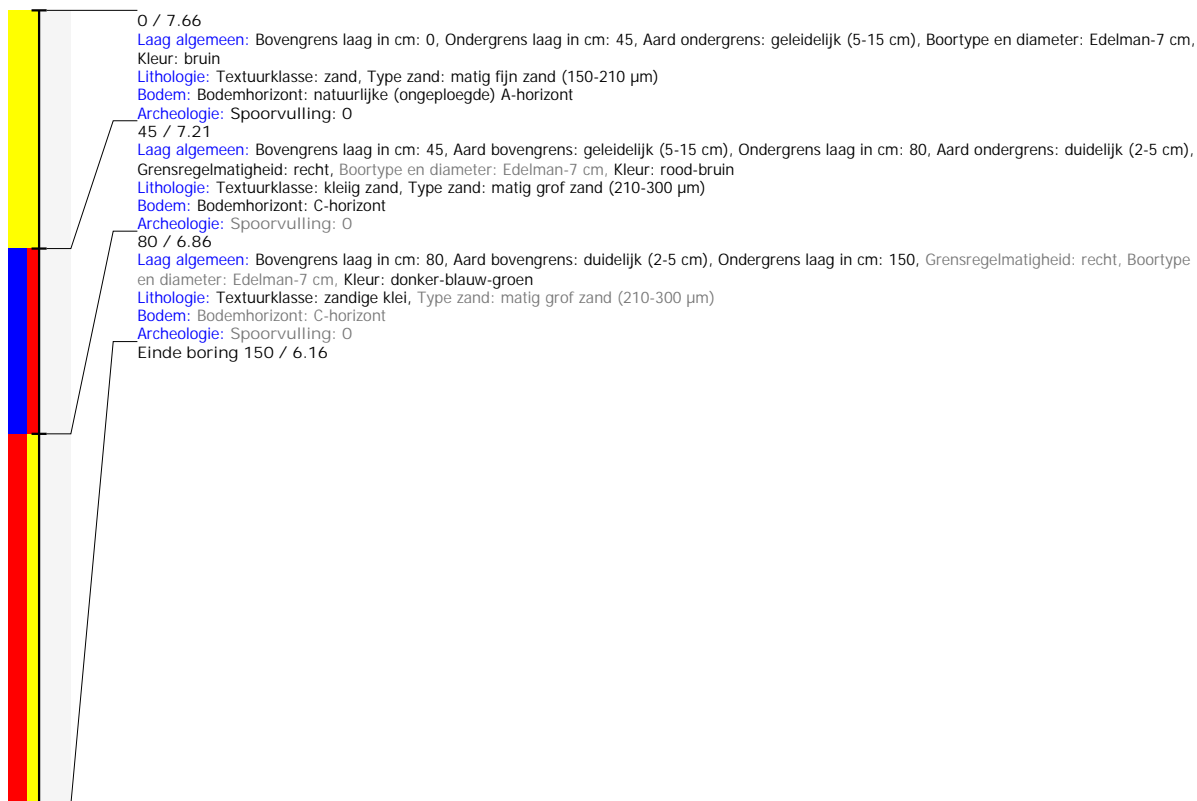 0 / 7.66
Laag algemeen: Bovengrens laag in cm: 0, Ondergrens laag in cm: 45, Aard ondergrens: geleidelijk (5-15 cm), Boortype en diameter: Edelman-7 cm,
Kleur: bruin
Lithologie: Textuurklasse: zand, Type zand: matig fijn zand (150-210 µm)
Bodem: Bodemhorizont: natuurlijke (ongeploegde) A-horizont
Archeologie: Spoorvulling: 0
45 / 7.21
Laag algemeen: Bovengrens laag in cm: 45, Aard bovengrens: geleidelijk (5-15 cm), Ondergrens laag in cm: 80, Aard ondergrens: duidelijk (2-5 cm),
Grensregelmatigheid: recht, Boortype en diameter: Edelman-7 cm, Kleur: rood-bruin
Lithologie: Textuurklasse: kleiig zand, Type zand: matig grof zand (210-300 µm)
Bodem: Bodemhorizont: C-horizont
Archeologie: Spoorvulling: 0
80 / 6.86
Laag algemeen: Bovengrens laag in cm: 80, Aard bovengrens: duidelijk (2-5 cm), Ondergrens laag in cm: 150, Grensregelmatigheid: recht, Boortype
en diameter: Edelman-7 cm, Kleur: donker-blauw-groen
Lithologie: Textuurklasse: zandige klei, Type zand: matig grof zand (210-300 µm)
Bodem: Bodemhorizont: C-horizont
Archeologie: Spoorvulling: 0
Einde boring 150 / 6.16